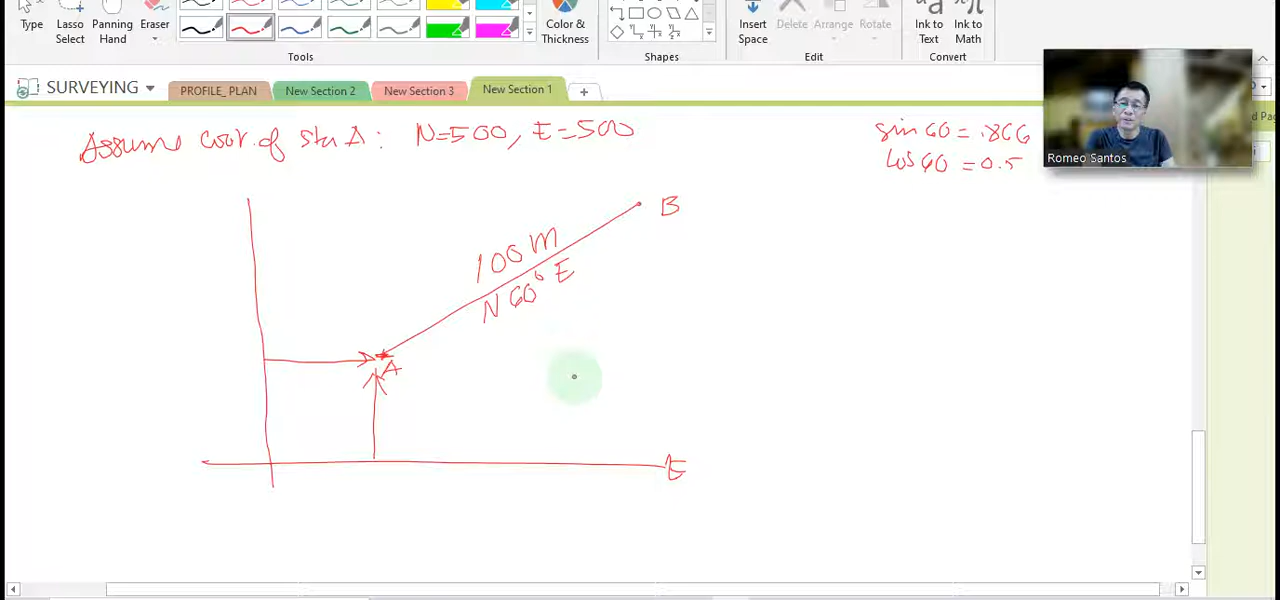 Type
Lasso Select
Panning Hand
Eraser
Color & Thickness
Insert Space
Delete
Arrange
Rotate
Ink to Text
Ink to Math
Tools
Shapes
Edit
Convert
SURVEYING
PROFILE_ PLAN
New Section 2
New Section 3
New Section 1
Romeo Santos
Assume coor. of sta A: N=500, E=500
sin 60 = .866
cos 60 = 0.5
B
100 m
N 60° E
A
E